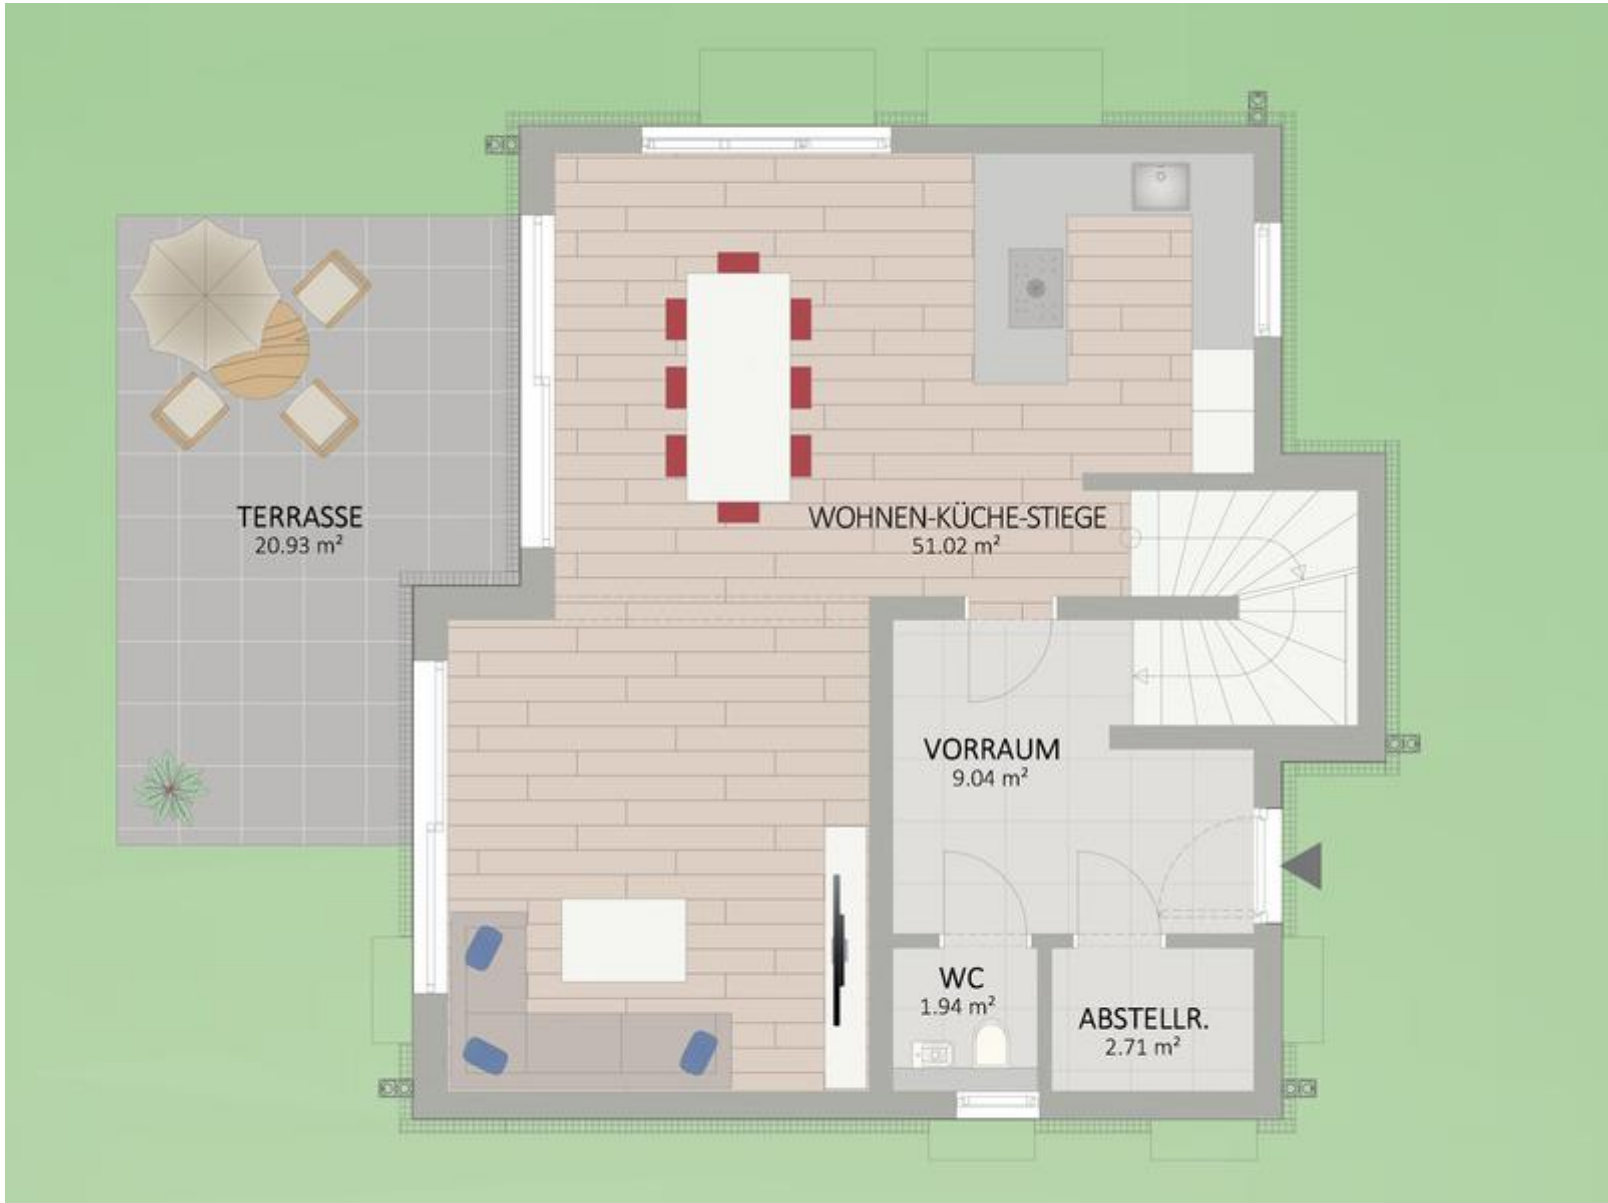 TERRASSE
20.93 m²
WOHNEN-KÜCHE-STIEGE
51.02 m²
VORRAUM
9.04 m²
WC
1.94 m²
ABSTELLR.
2.71 m²